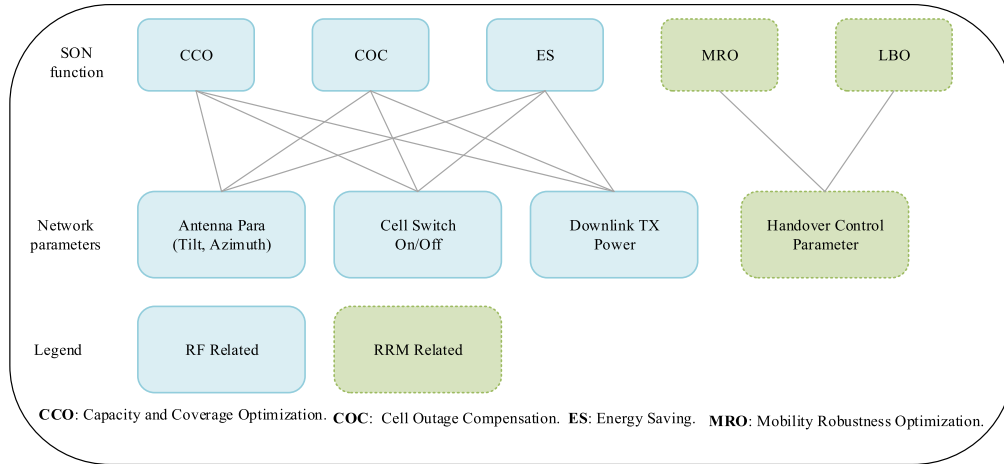 SON
function
CCO
COC
ES
MRO
LBO
Network
parameters
Antenna Para
(Tilt, Azimuth)
Cell Switch
On/Off
Downlink TX
Power
Handover Control
Parameter
Legend
RF Related
RRM Related
CCO: Capacity and Coverage Optimization. COC: Cell Outage Compensation. ES: Energy Saving. MRO: Mobility Robustness Optimization.